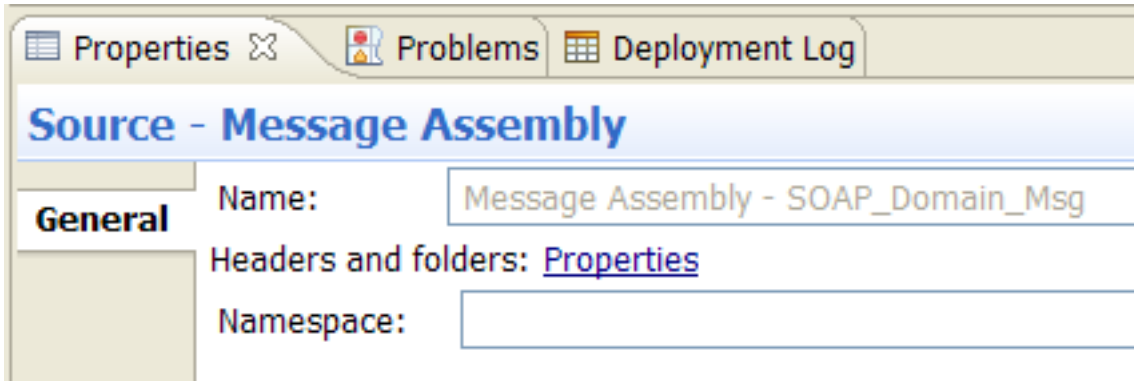 Properties Problems Deployment Log
Source - Message Assembly
General
Name: Message Assembly - SOAP_Domain_Msg
Headers and folders: Properties
Namespace: